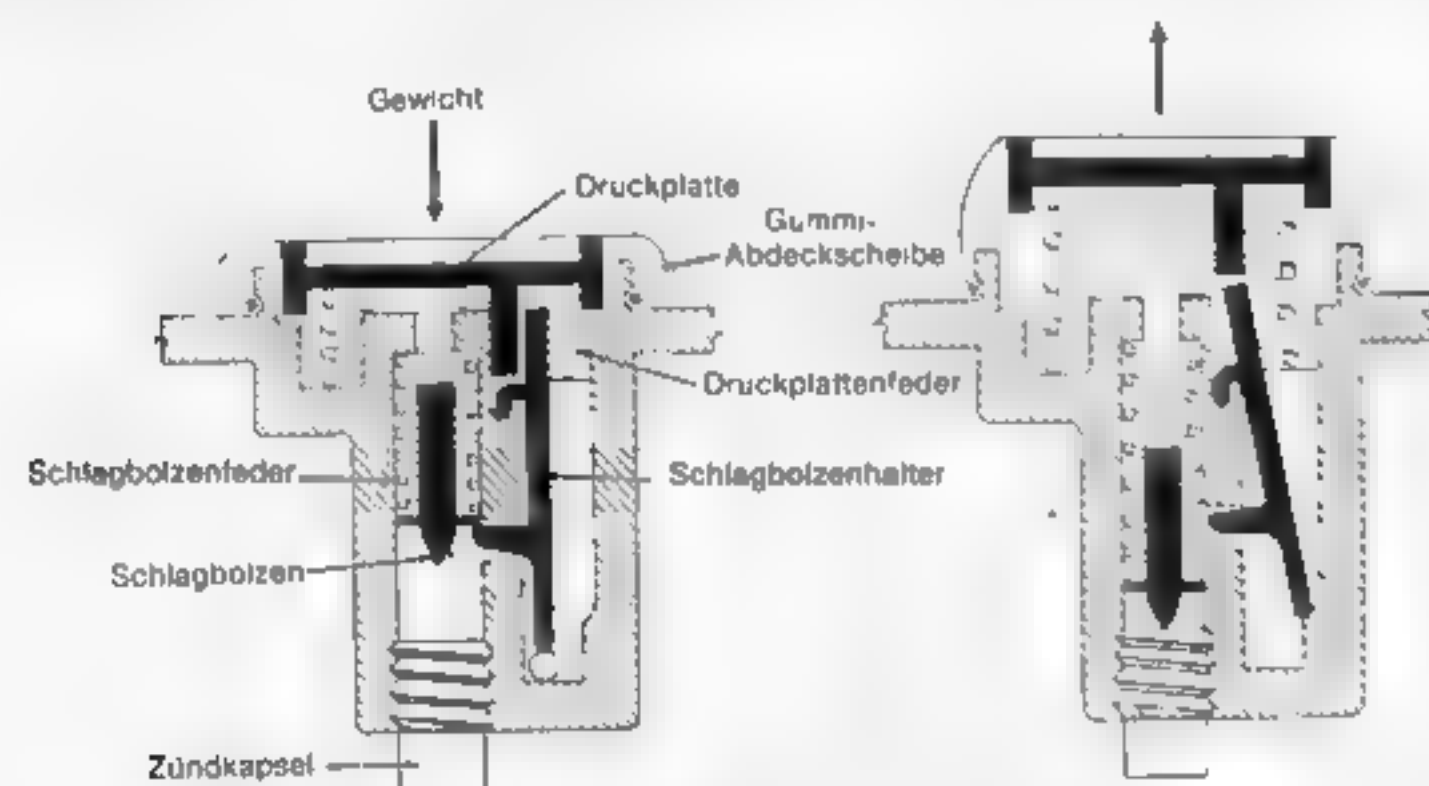 Gewicht
Druckplatte
Gummi-
Abdeckscheibe
Druckplattenfeder
Schlagbolzenfeder
Schlagbolzenhalter
Schlagbolzen
Zündkapsel